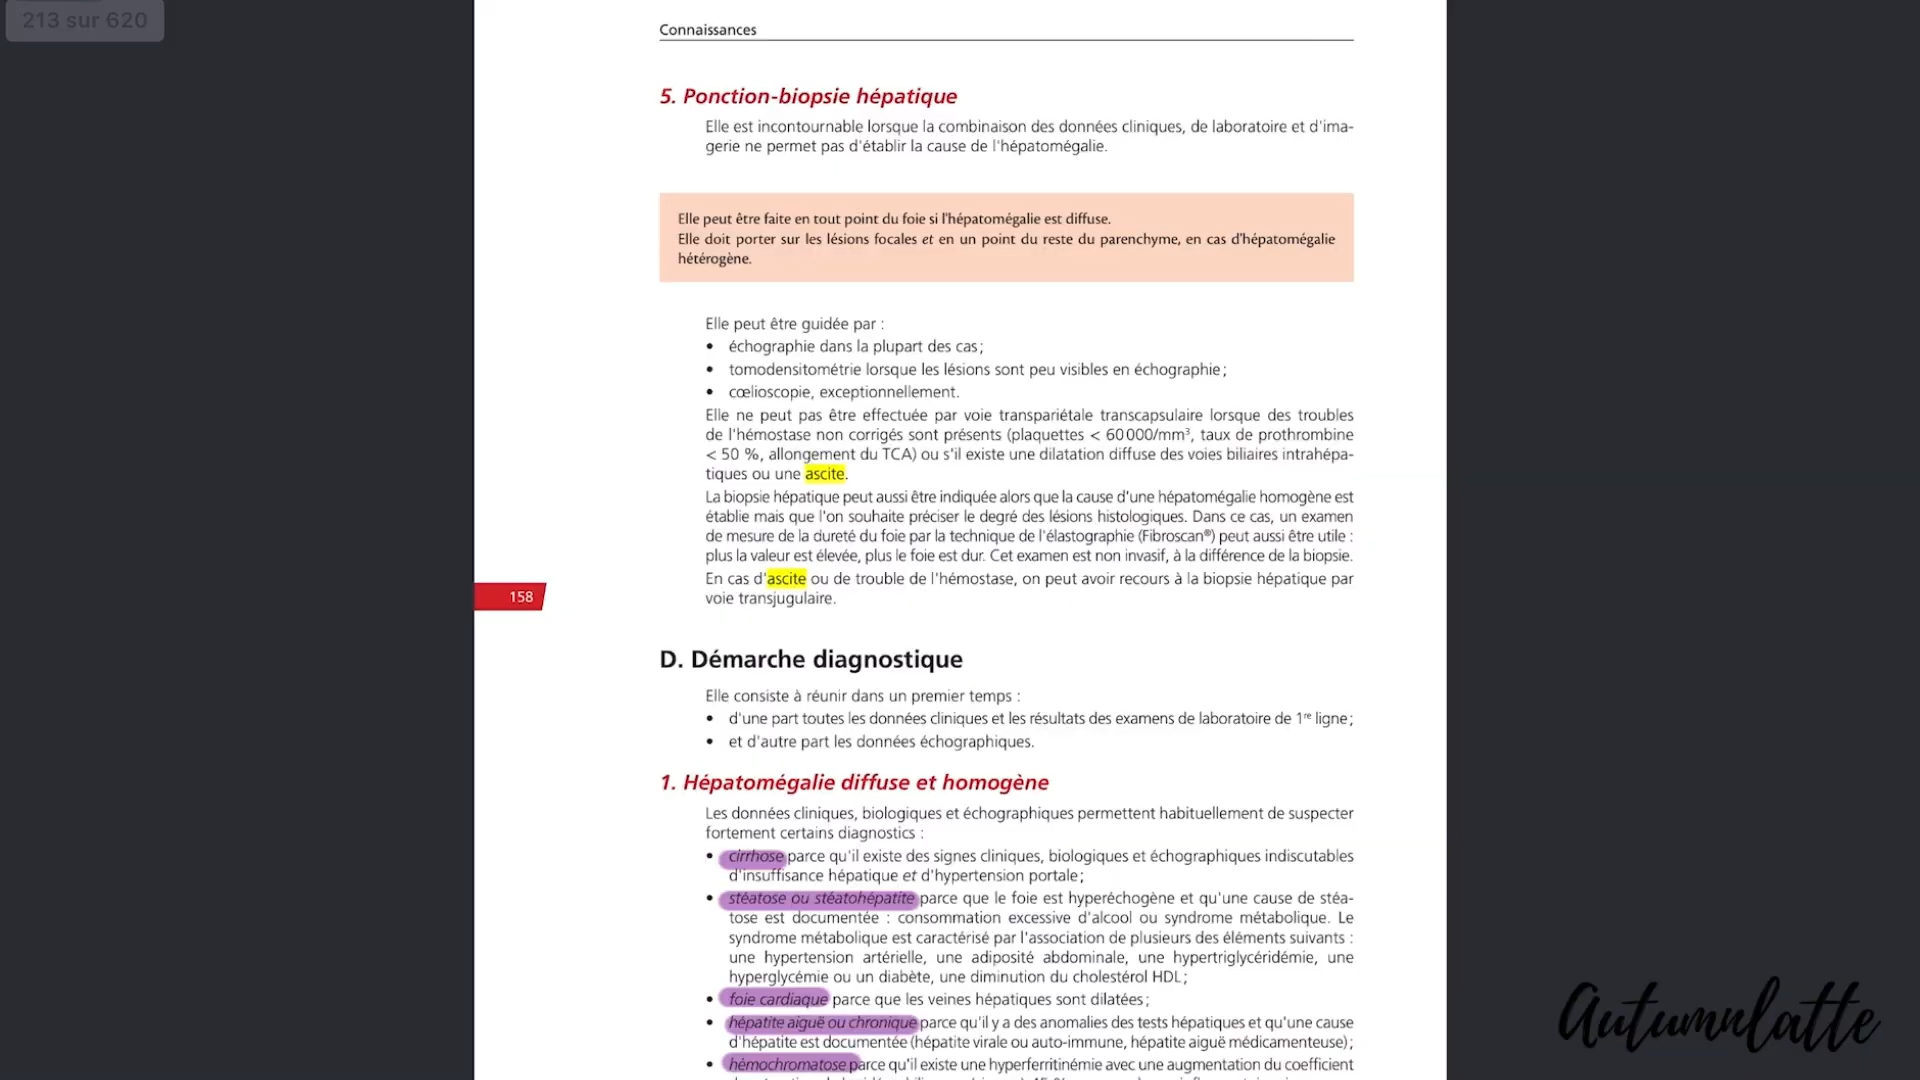 213 sur 620
Connaissances
5. Ponction-biopsie hépatique
Elle est incontournable lorsque la combinaison des données cliniques, de laboratoire et d'ima-
gerie ne permet pas d'établir la cause de l'hépatomégalie.
Elle peut être faite en tout point du foie si l'hépatomégalie est diffuse.
Elle doit porter sur les lésions focales et en un point du reste du parenchyme, en cas d'hépatomégalie
hétérogène.
Elle peut être guidée par :
• échographie dans la plupart des cas ;
• tomodensitométrie lorsque les lésions sont peu visibles en échographie ;
• cœlioscopie, exceptionnellement.
Elle ne peut pas être effectuée par voie transpariétale transcapsulaire lorsque des troubles
de l'hémostase non corrigés sont présents (plaquettes < 60 000/mm³, taux de prothrombine
< 50 %, allongement du TCA) ou s'il existe une dilatation diffuse des voies biliaires intrahépa-
tiques ou une ascite.
La biopsie hépatique peut aussi être indiquée alors que la cause d'une hépatomégalie homogène est
établie mais que l'on souhaite préciser le degré des lésions histologiques. Dans ce cas, un examen
de mesure de la dureté du foie par la technique de l'élastographie (Fibroscan®) peut aussi être utile :
plus la valeur est élevée, plus le foie est dur. Cet examen est non invasif, à la différence de la biopsie.
En cas d'ascite ou de trouble de l'hémostase, on peut avoir recours à la biopsie hépatique par
voie transjugulaire.
158
D. Démarche diagnostique
Elle consiste à réunir dans un premier temps :
• d'une part toutes les données cliniques et les résultats des examens de laboratoire de 1re ligne ;
• et d'autre part les données échographiques.
1. Hépatomégalie diffuse et homogène
Les données cliniques, biologiques et échographiques permettent habituellement de suspecter
fortement certains diagnostics :
• cirrhose parce qu'il existe des signes cliniques, biologiques et échographiques indiscutables
d'insuffisance hépatique et d'hypertension portale ;
• stéatose ou stéatohépatite parce que le foie est hyperéchogène et qu'une cause de stéa-
tose est documentée : consommation excessive d'alcool ou syndrome métabolique. Le
syndrome métabolique est caractérisé par l'association de plusieurs des éléments suivants :
une hypertension artérielle, une adiposité abdominale, une hypertriglycéridémie, une
hyperglycémie ou un diabète, une diminution du cholestérol HDL ;
• foie cardiaque parce que les veines hépatiques sont dilatées ;
• hépatite aiguë ou chronique parce qu'il y a des anomalies des tests hépatiques et qu'une cause
d'hépatite est documentée (hépatite virale ou auto-immune, hépatite aiguë médicamenteuse) ;
• hémochromatose parce qu'il existe une hyperferritinémie avec une augmentation du coefficient
Autumnlatte